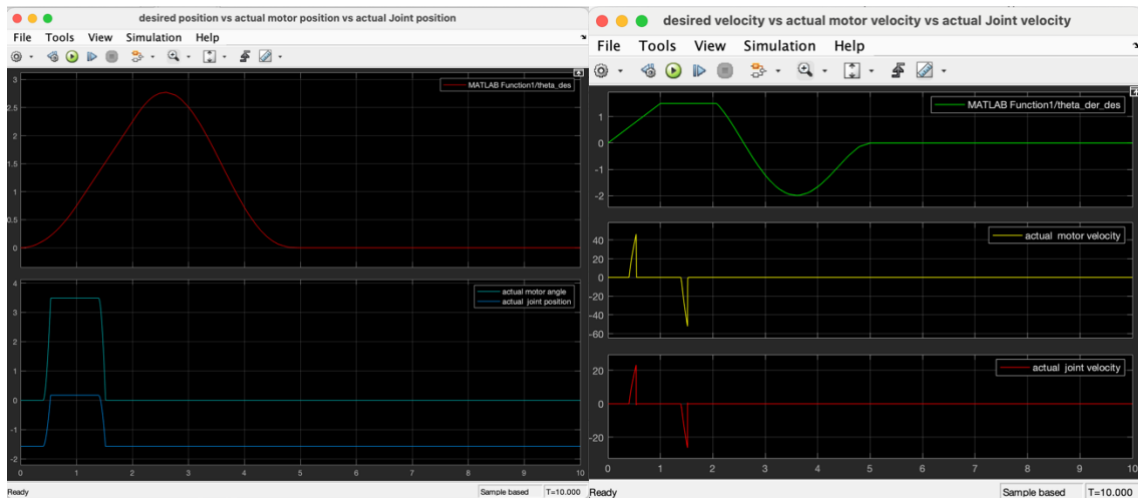 desired position vs actual motor position vs actual Joint position
File Tools View Simulation Help
MATLAB Function1/theta_des
3
2.5
2
1.5
1
0.5
0
actual motor angle
actual joint position
4
3
2
1
0
-1
-2
0 1 2 3 4 5 6 7 8 9 10
Ready Sample based T=10.000
desired velocity vs actual motor velocity vs actual Joint velocity
File Tools View Simulation Help
MATLAB Function1/theta_der_des
1
0
-1
-2
actual motor velocity
40
20
0
-20
-40
-60
actual joint velocity
20
0
-20
0 1 2 3 4 5 6 7 8 9 10
Ready Sample based T=10.000